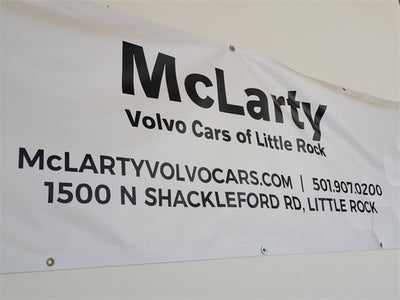 McLarty
Volvo Cars of Little Rock
McLARTYVOLVOCARS.COM | 501.907.0200
1500 N SHACKLEFORD RD, LITTLE ROCK